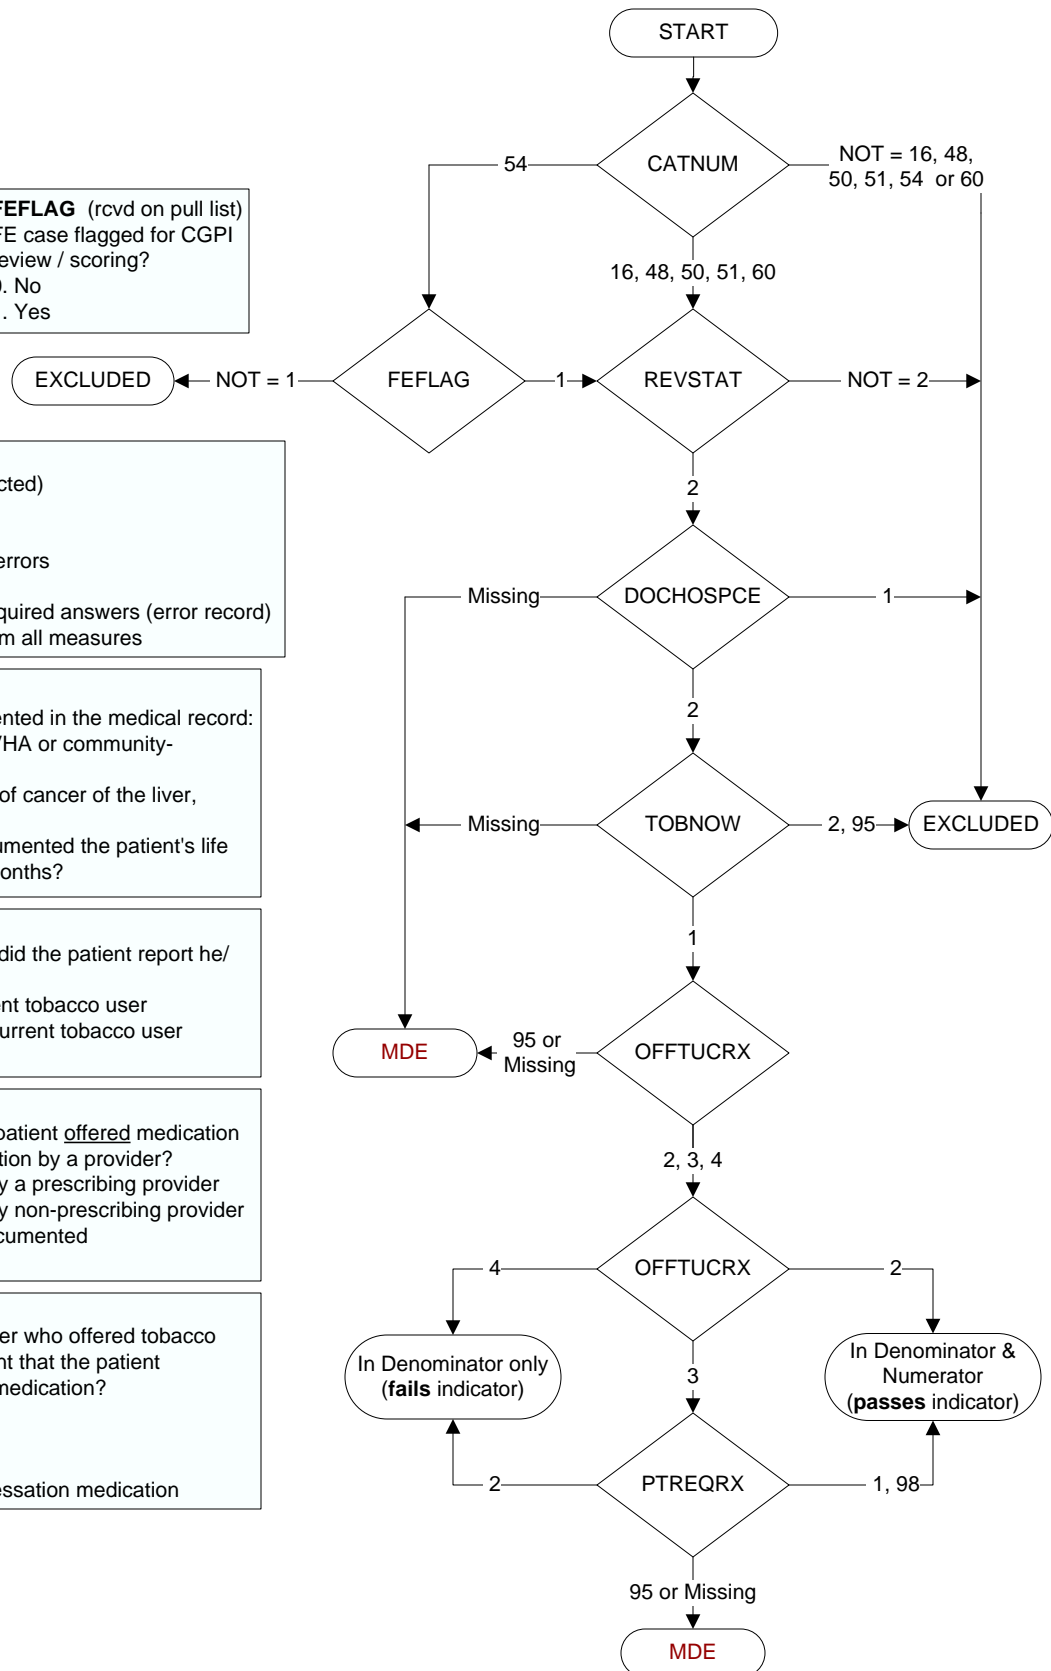 START
CATNUM
54
NOT = 16, 48,
50, 51, 54 or 60
16, 48, 50, 51, 60
FEFLAG (rcvd on pull list)
FE case flagged for CGPI
eview / scoring?
. No
. Yes
EXCLUDED
NOT = 1
FEFLAG
1
REVSTAT
NOT = 2
2
cted)
errors
quired answers (error record)
m all measures
Missing
DOCHOSPCE
1
2
ented in the medical record:
VHA or community-
of cancer of the liver,
umented the patient's life
onths?
Missing
TOBNOW
2, 95
EXCLUDED
1
did the patient report he/
ent tobacco user
urrent tobacco user
MDE
95 or
Missing
OFFTUCRX
2, 3, 4
patient offered medication
tion by a provider?
y a prescribing provider
y non-prescribing provider
cumented
4
OFFTUCRX
2
3
In Denominator only
(fails indicator)
In Denominator &
Numerator
(passes indicator)
er who offered tobacco
nt that the patient
medication?
essation medication
2
PTREQRX
1, 98
95 or Missing
MDE